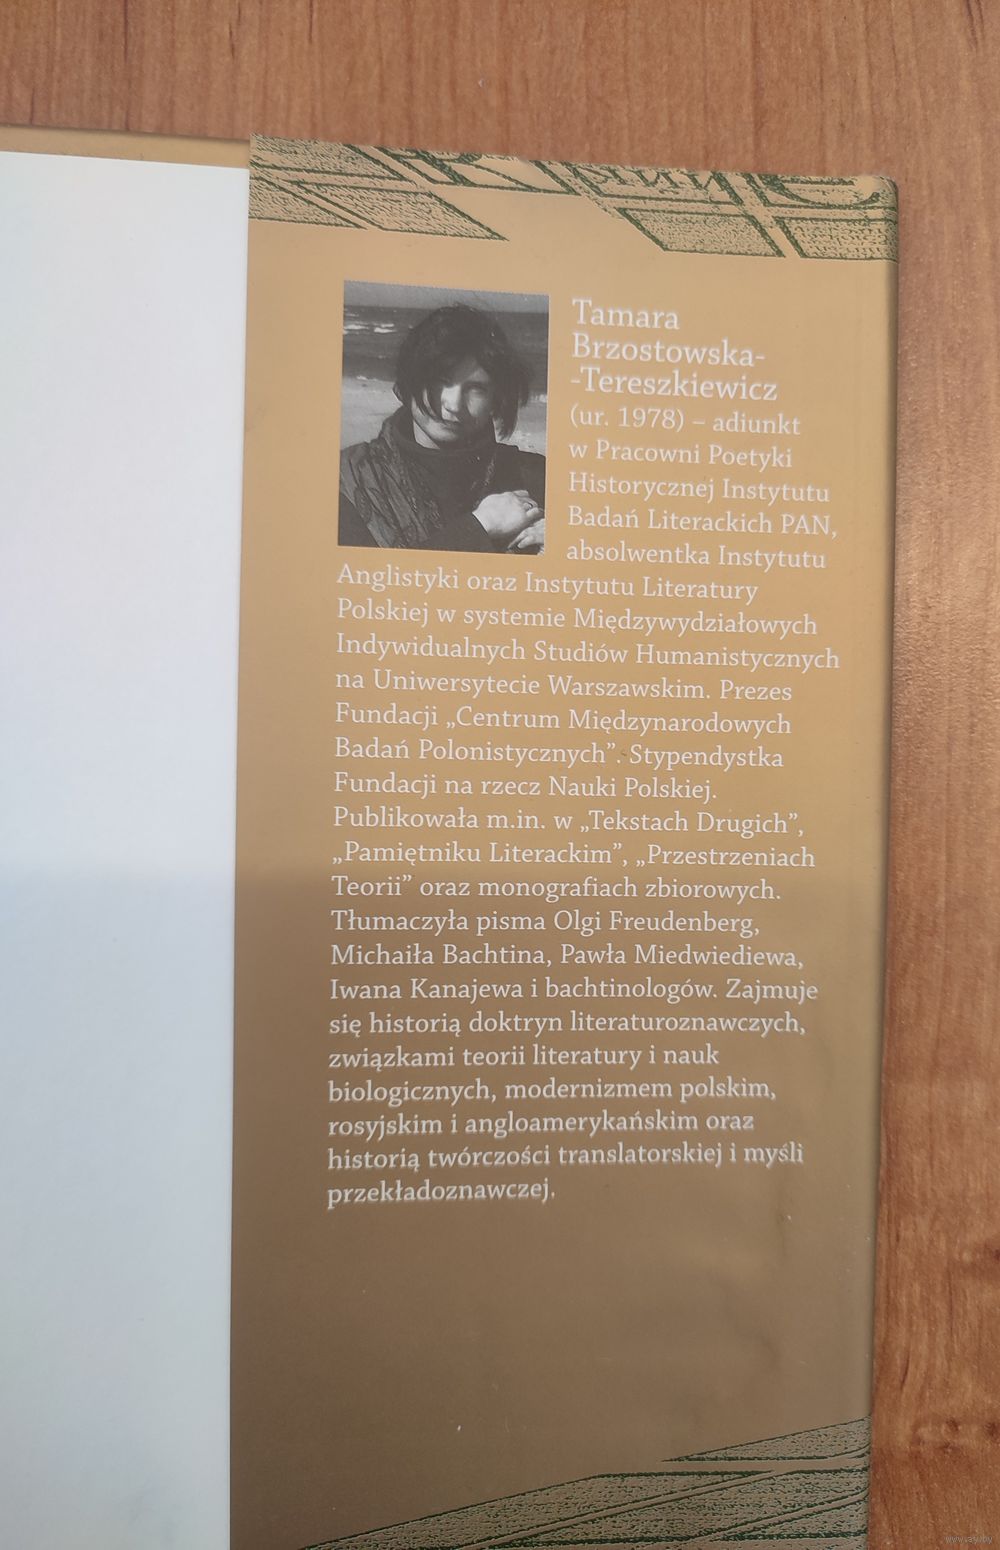 Tamara
Brzostowska-
-Tereszkiewicz
(ur. 1978) – adiunkt
w Pracowni Poetyki
Historycznej Instytutu
Badań Literackich PAN,
absolwentka Instytutu
Anglistyki oraz Instytutu Literatury
Polskiej w systemie Międzywydziałowych
Indywidualnych Studiów Humanistycznych
na Uniwersytecie Warszawskim. Prezes
Fundacji „Centrum Międzynarodowych
Badań Polonistycznych”. Stypendystka
Fundacji na rzecz Nauki Polskiej.
Publikowała m.in. w „Tekstach Drugich”,
„Pamiętniku Literackim”, „Przestrzeniach
Teorii” oraz monografiach zbiorowych.
Tłumaczyła pisma Olgi Freudenberg,
Michaiła Bachtina, Pawła Miedwiediewa,
Iwana Kanajewa i bachtinologów. Zajmuje
się historią doktryn literaturoznawczych,
związkami teorii literatury i nauk
biologicznych, modernizmem polskim,
rosyjskim i angloamerykańskim oraz
historią twórczości translatorskiej i myśli
przekładoznawczej.
www.ay.by